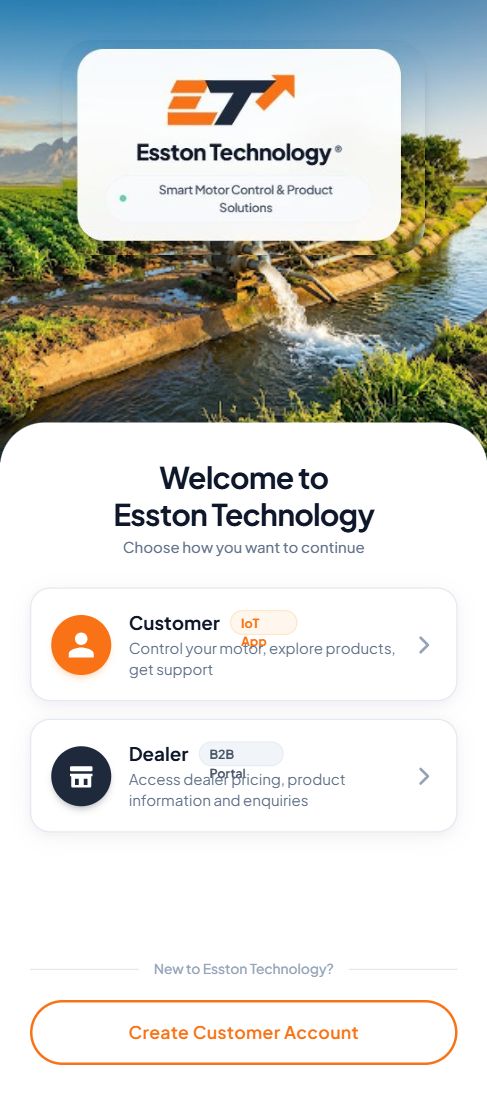 ET
Esston Technology ®
Smart Motor Control & Product
Solutions
Welcome to
Esston Technology
Choose how you want to continue
Customer IoT
App
Control your motor, explore products,
get support
Dealer B2B
Portal
Access dealer pricing, product
information and enquiries
New to Esston Technology?
Create Customer Account